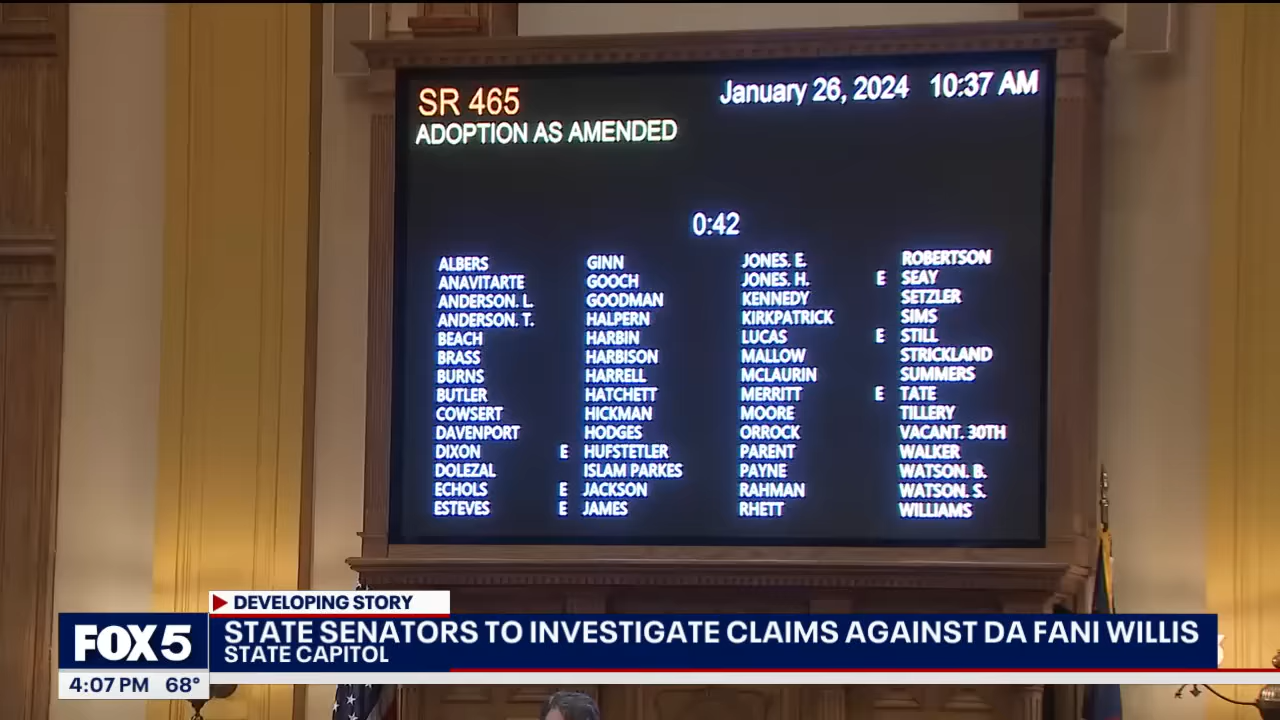 SR 465
January 26, 2024 10:37 AM
ADOPTION AS AMENDED
0:42
ALBERS
ANAVITARTE
ANDERSON. L.
ANDERSON. T.
BEACH
BRASS
BURNS
BUTLER
COWSERT
DAVENPORT
DIXON
DOLEZAL
ECHOLS
ESTEVES
GINN
GOOCH
GOODMAN
HALPERN
HARBIN
HARBISON
HARRELL
HATCHETT
HICKMAN
HODGES
E HUFSTETLER
ISLAM PARKES
E JACKSON
E JAMES
JONES. E.
JONES. H.
KENNEDY
KIRKPATRICK
LUCAS
MALLOW
MCLAURIN
MERRITT
MOORE
ORROCK
PARENT
PAYNE
RAHMAN
RHETT
ROBERTSON
E SEAY
SETZLER
SIMS
E STILL
STRICKLAND
SUMMERS
E TATE
TILLERY
VACANT. 30TH
WALKER
WATSON. B.
WATSON. S.
WILLIAMS
DEVELOPING STORY
FOX 5
STATE SENATORS TO INVESTIGATE CLAIMS AGAINST DA FANI WILLIS
STATE CAPITOL
4:07 PM 68°